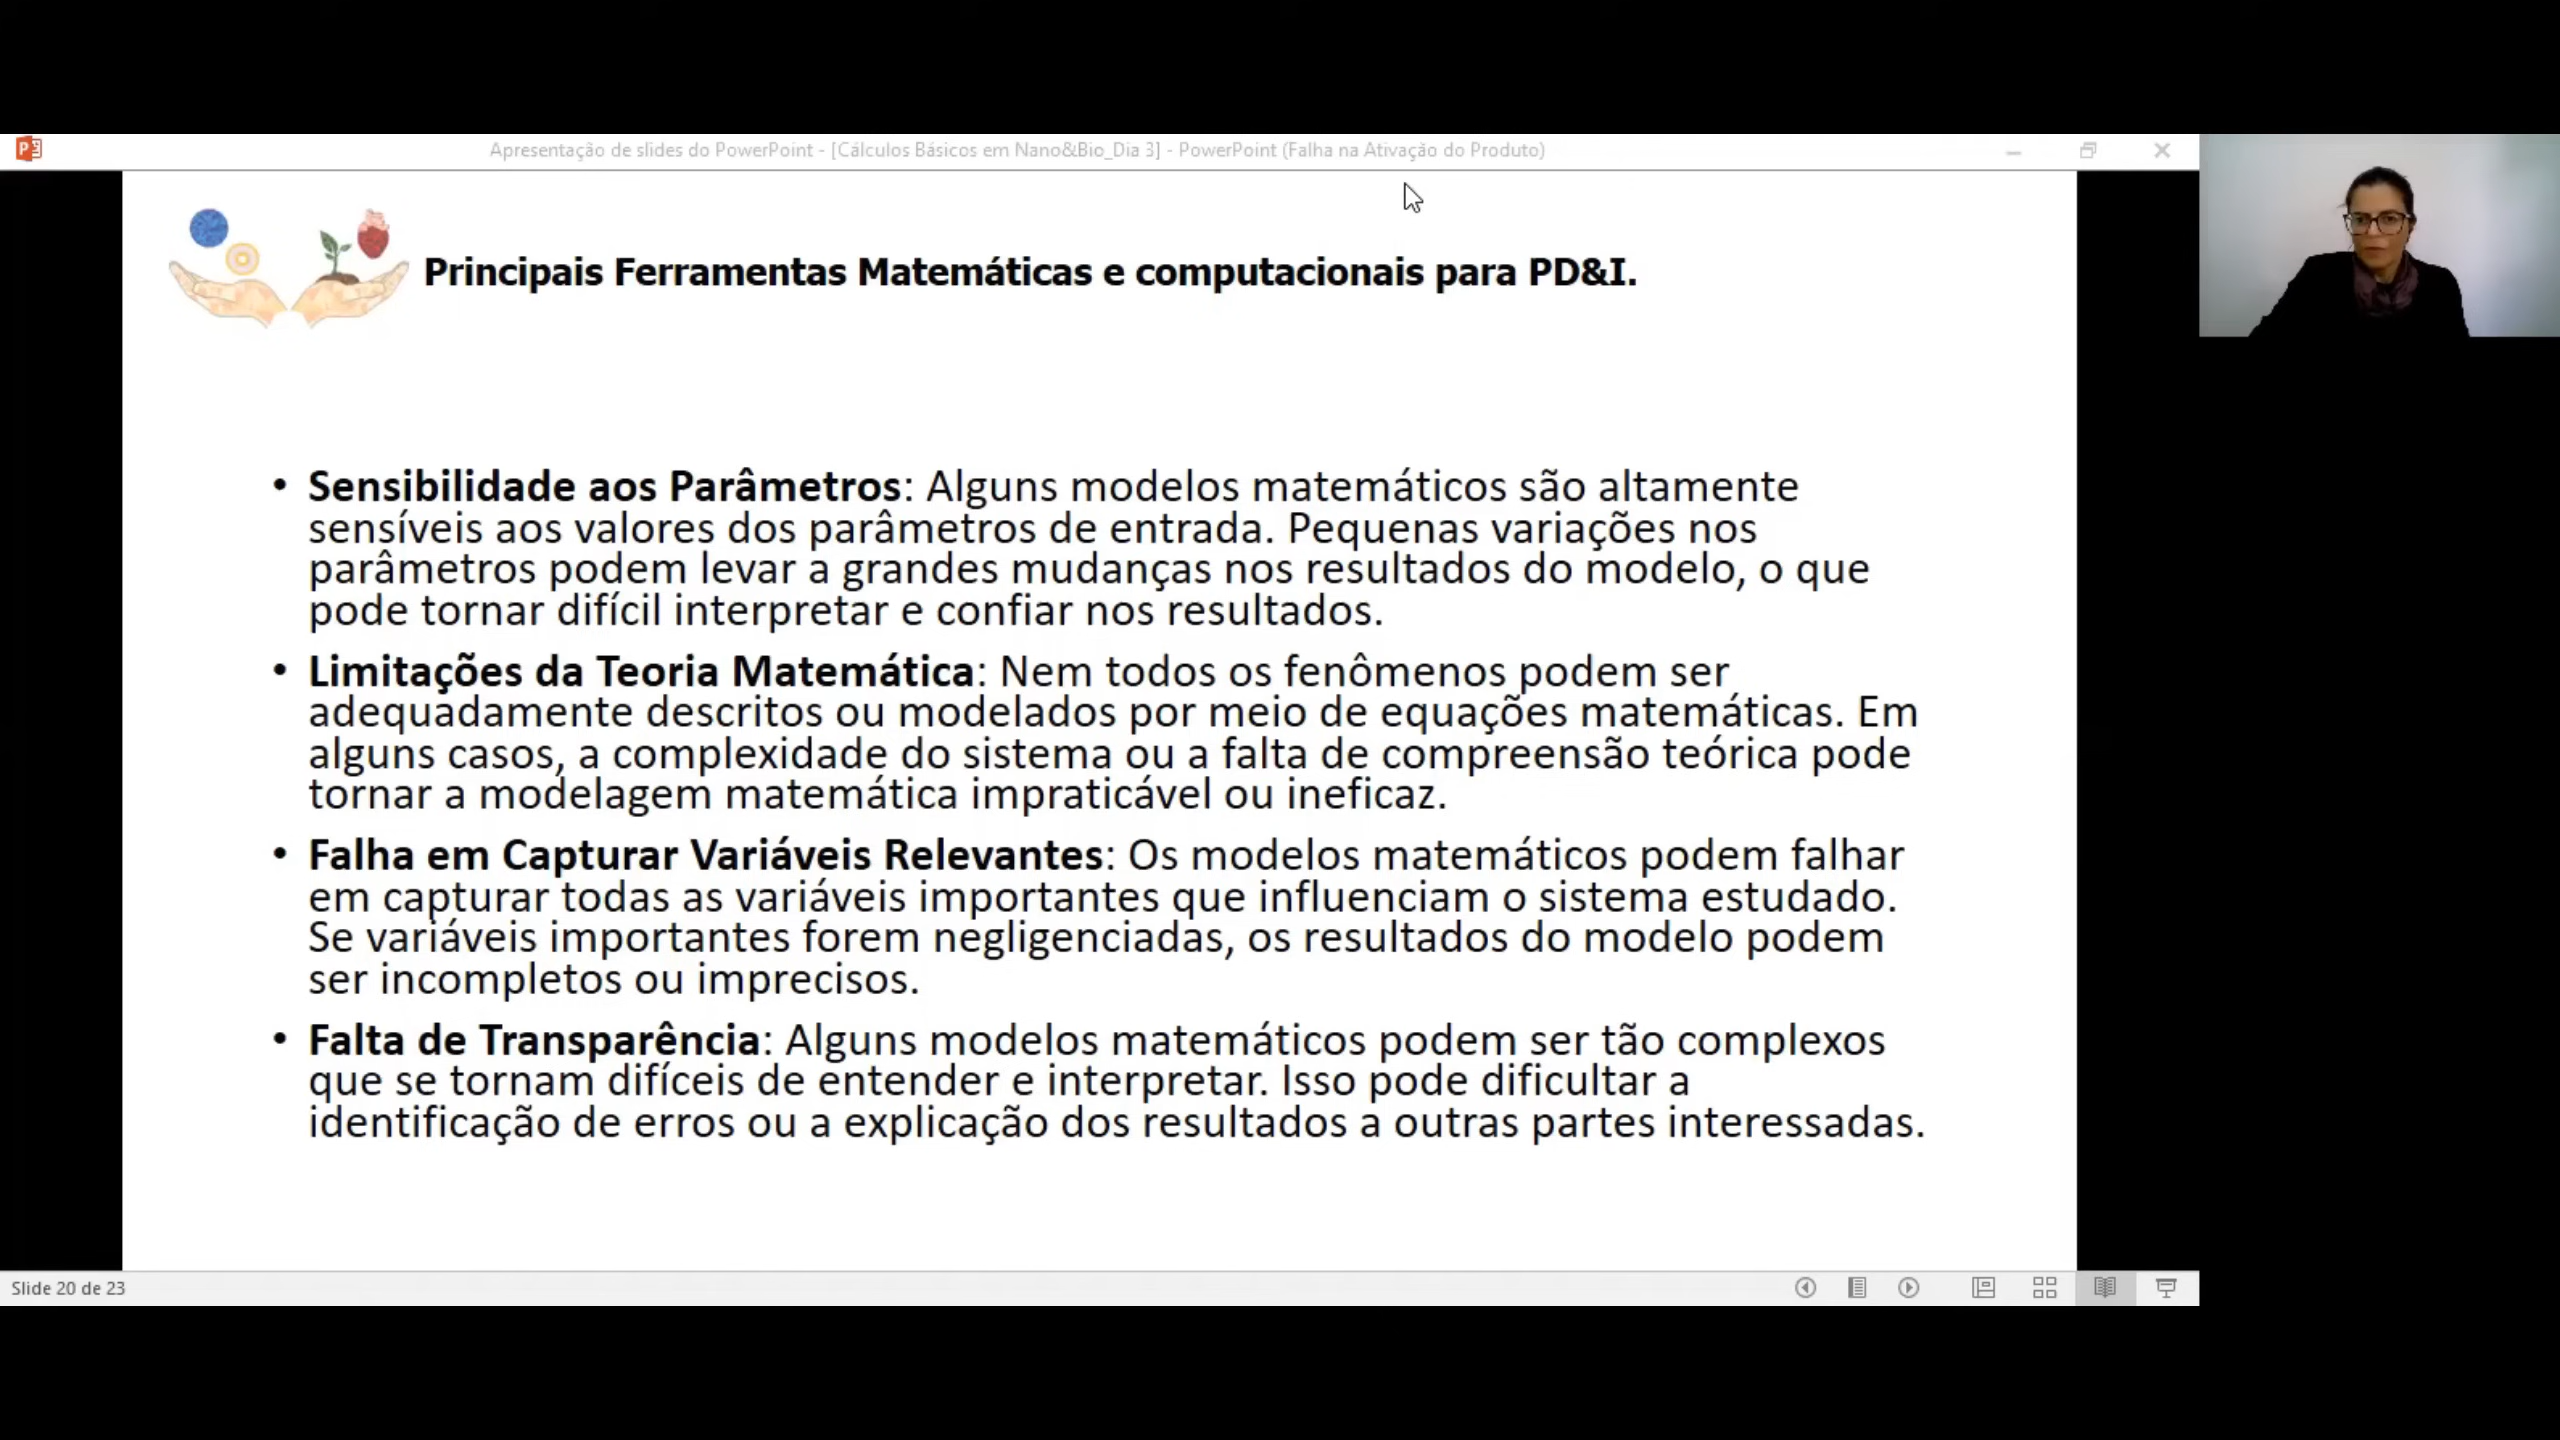 Apresentação de slides do PowerPoint - [Cálculos Básicos em Nano&Bio_Dia 3] - PowerPoint (Falha na Ativação do Produto)
Principais Ferramentas Matemáticas e computacionais para PD&I.
• Sensibilidade aos Parâmetros: Alguns modelos matemáticos são altamente
sensíveis aos valores dos parâmetros de entrada. Pequenas variações nos
parâmetros podem levar a grandes mudanças nos resultados do modelo, o que
pode tornar difícil interpretar e confiar nos resultados.
• Limitações da Teoria Matemática: Nem todos os fenômenos podem ser
adequadamente descritos ou modelados por meio de equações matemáticas. Em
alguns casos, a complexidade do sistema ou a falta de compreensão teórica pode
tornar a modelagem matemática impraticável ou ineficaz.
• Falha em Capturar Variáveis Relevantes: Os modelos matemáticos podem falhar
em capturar todas as variáveis importantes que influenciam o sistema estudado.
Se variáveis importantes forem negligenciadas, os resultados do modelo podem
ser incompletos ou imprecisos.
• Falta de Transparência: Alguns modelos matemáticos podem ser tão complexos
que se tornam difíceis de entender e interpretar. Isso pode dificultar a
identificação de erros ou a explicação dos resultados a outras partes interessadas.
Slide 20 de 23